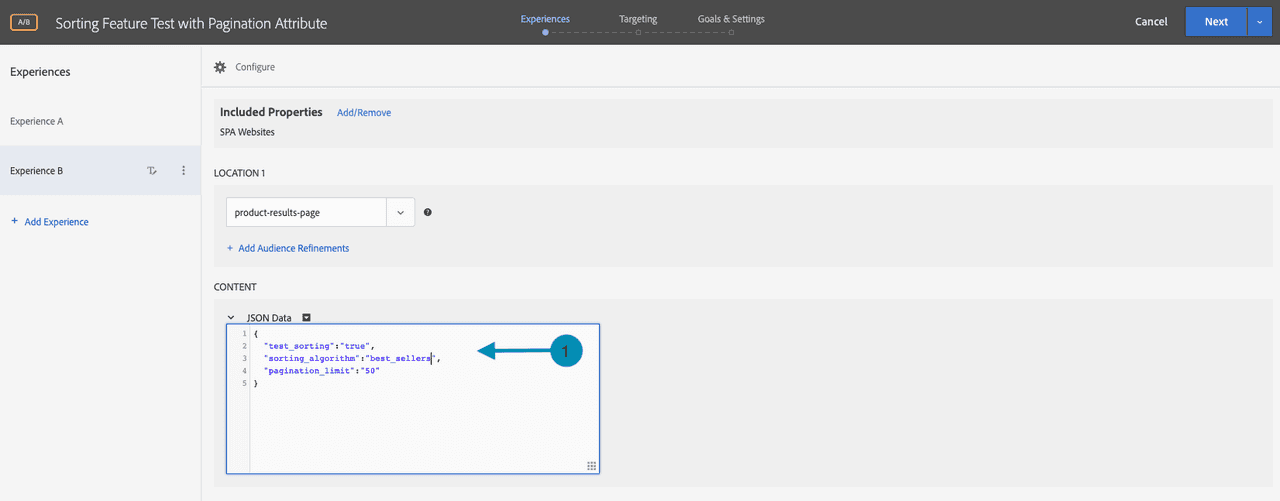 A/B Sorting Feature Test with Pagination Attribute
Experiences Targeting Goals & Settings
Cancel Next
Experiences
Configure
Included Properties Add/Remove
SPA Websites
Experience A
Experience B
+ Add Experience
LOCATION 1
product-results-page
+ Add Audience Refinements
CONTENT
JSON Data
1 {
2 "test_sorting":"true",
3 "sorting_algorithm":"best_sellers",
4 "pagination_limit":"50"
5 }
1